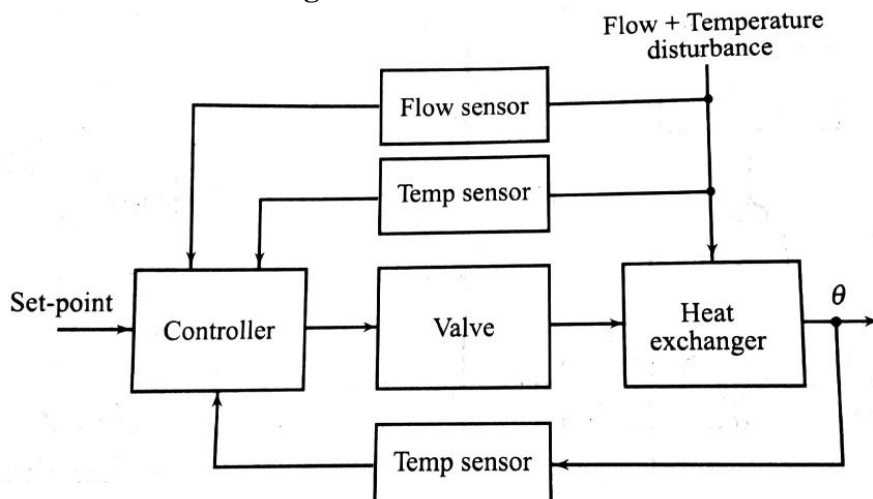 Flow + Temperature
disturbance
Flow sensor
Temp sensor
Set-point
Controller
Valve
Heat
exchanger
θ
Temp sensor